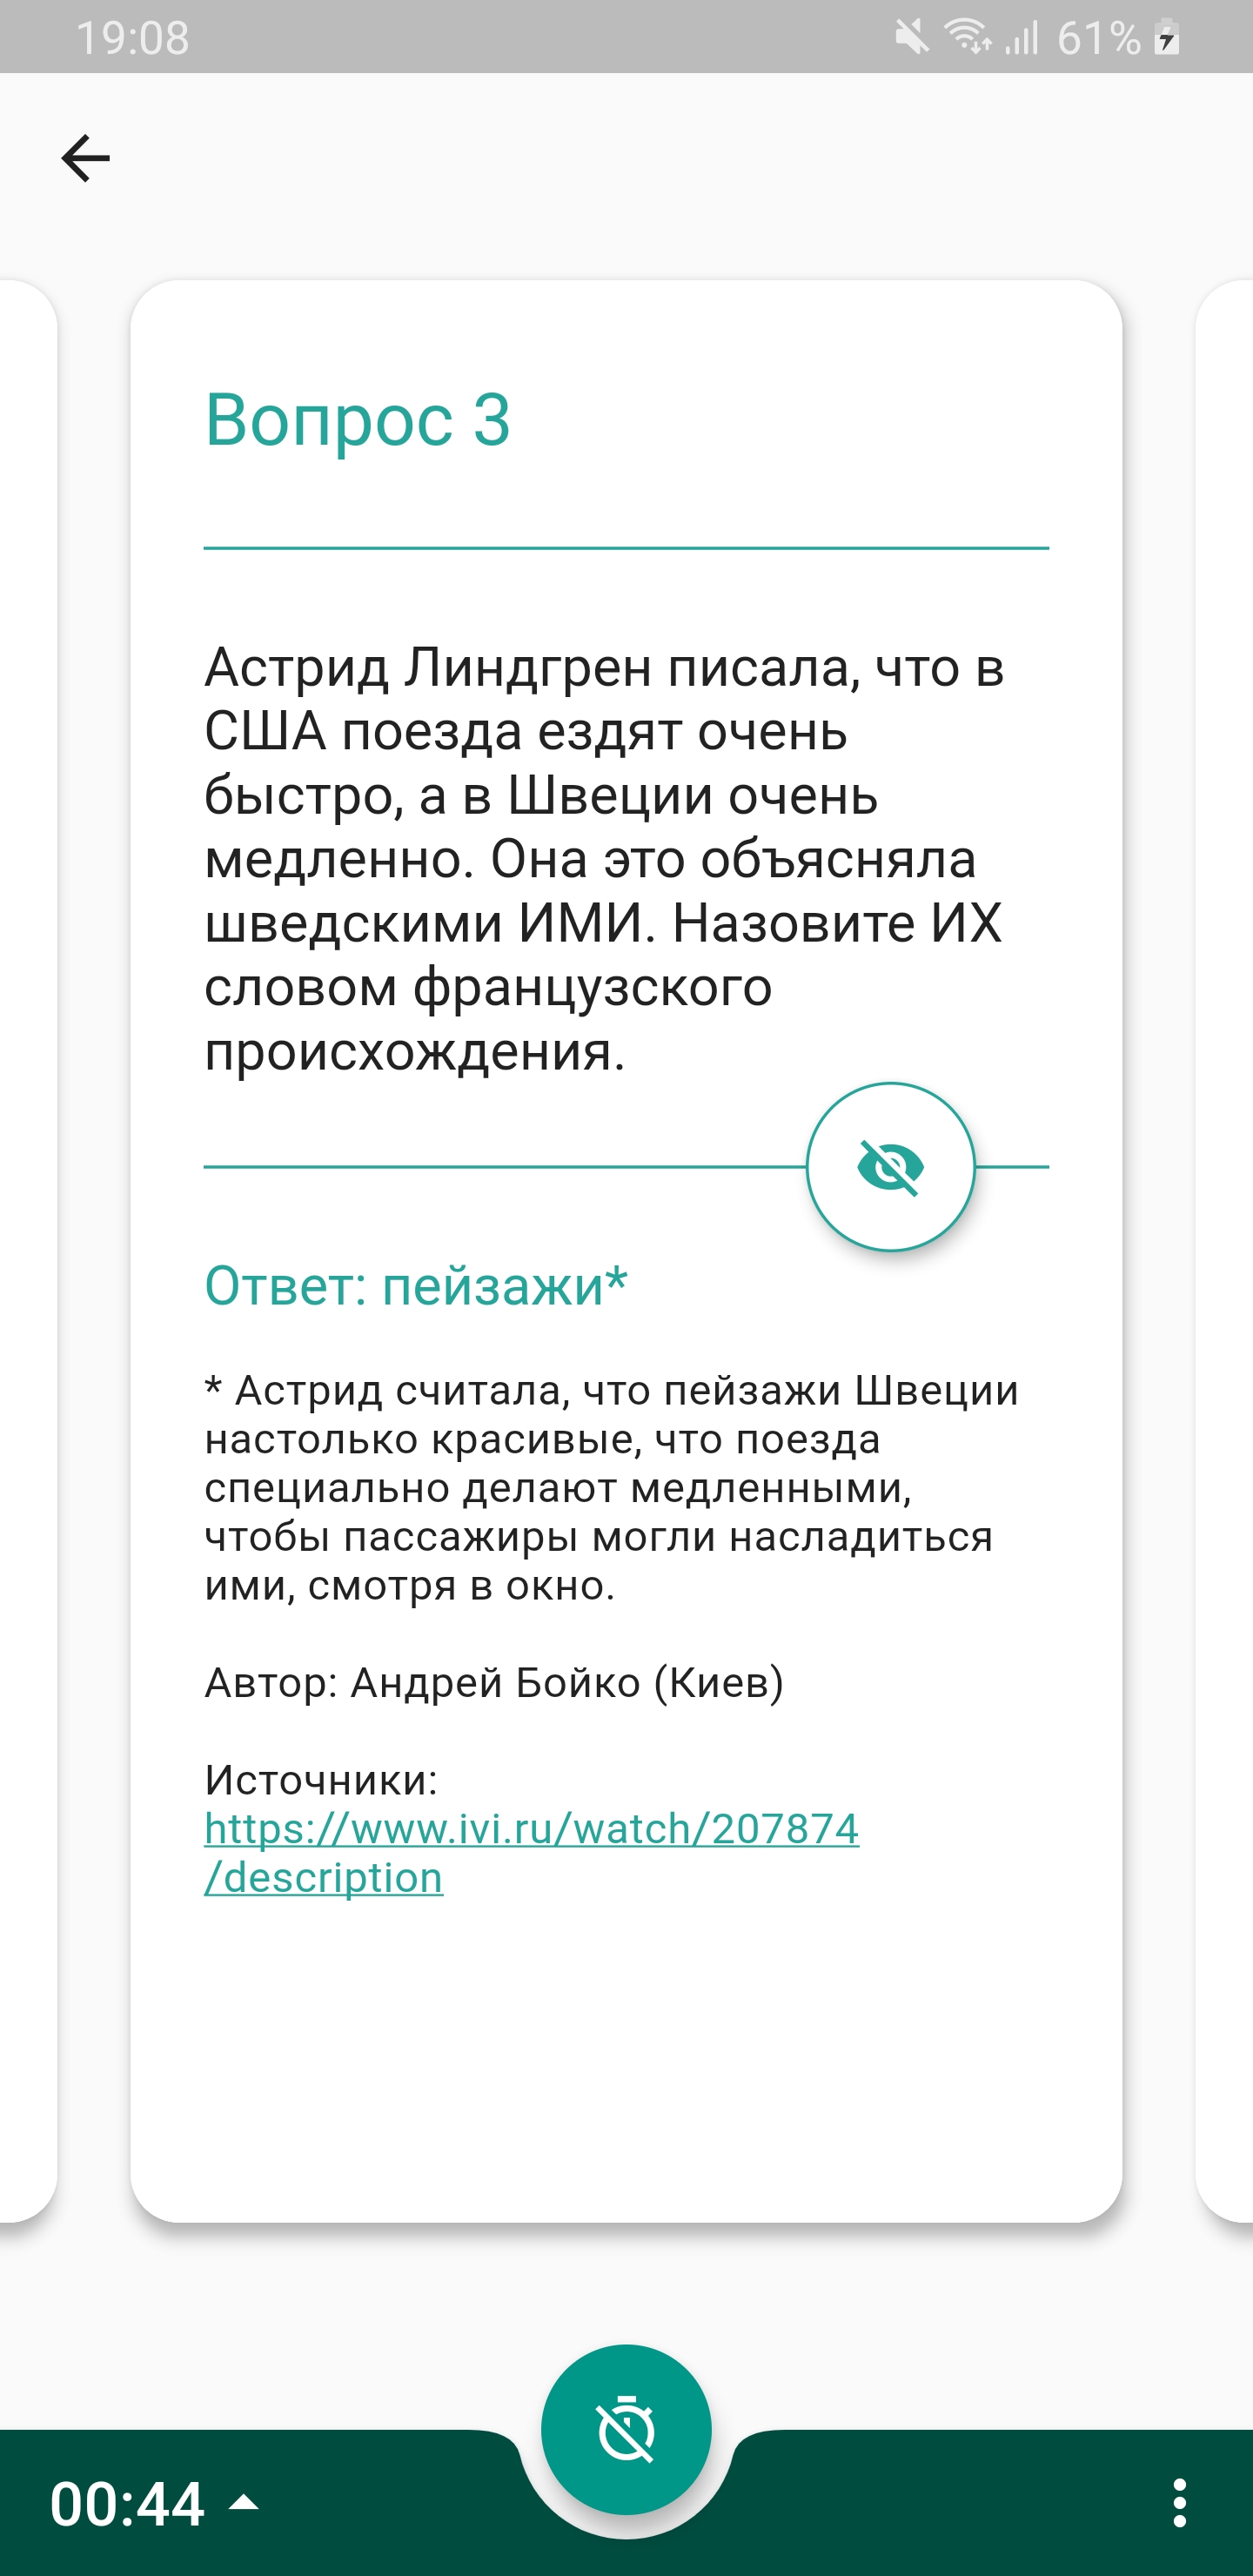 19:08
61%
Вопрос 3
Астрид Линдгрен писала, что в
США поезда ездят очень
быстро, а в Швеции очень
медленно. Она это объясняла
шведскими ИМИ. Назовите ИХ
словом французского
происхождения.
Ответ: пейзажи*
* Астрид считала, что пейзажи Швеции
настолько красивые, что поезда
специально делают медленными,
чтобы пассажиры могли насладиться
ими, смотря в окно.
Автор: Андрей Бойко (Киев)
Источники:
https://www.ivi.ru/watch/207874
/description
00:44